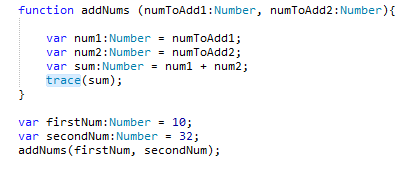 function addNums (numToAdd1:Number, numToAdd2:Number){
var num1:Number = numToAdd1;
var num2:Number = numToAdd2;
var sum:Number = num1 + num2;
trace(sum);
}
var firstNum:Number = 10;
var secondNum:Number = 32;
addNums(firstNum, secondNum);